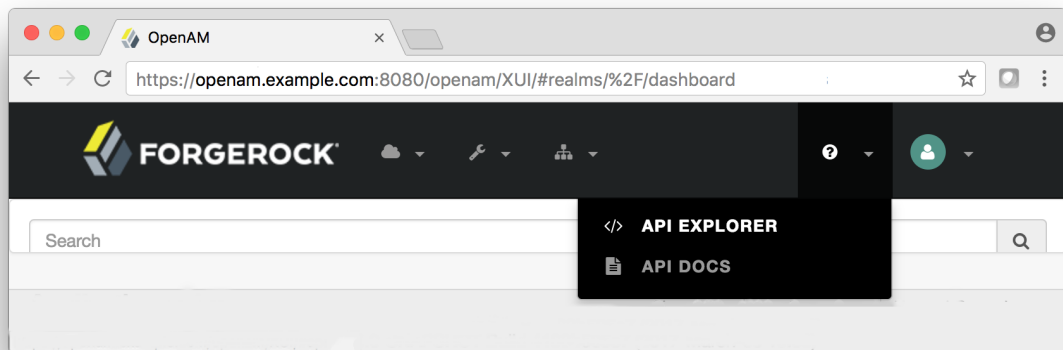 OpenAM
https://openam.example.com:8080/openam/XUI/#realms/%2F/dashboard
FORGEROCK
API EXPLORER
Search
API DOCS